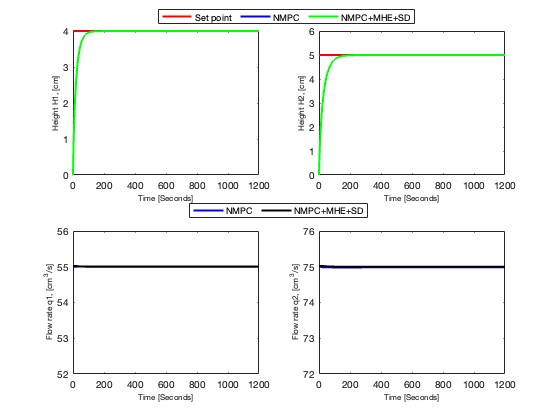 Set point NMPC NMPC+MHE+SD
4 6
5
3 4
2 3
2
1 1
0 0
0 200 400 600 800 1000 1200 0 200 400 600 800 1000 1200
Height H1, [cm]
Height H2, [cm]
Time [Seconds] Time [Seconds]
NMPC NMPC+MHE+SD
56 76
55 75
54 74
53 73
52 72
0 200 400 600 800 1000 1200 0 200 400 600 800 1000 1200
Flow rate q1, [cm³/s]
Flow rate q2, [cm³/s]
Time [Seconds] Time [Seconds]